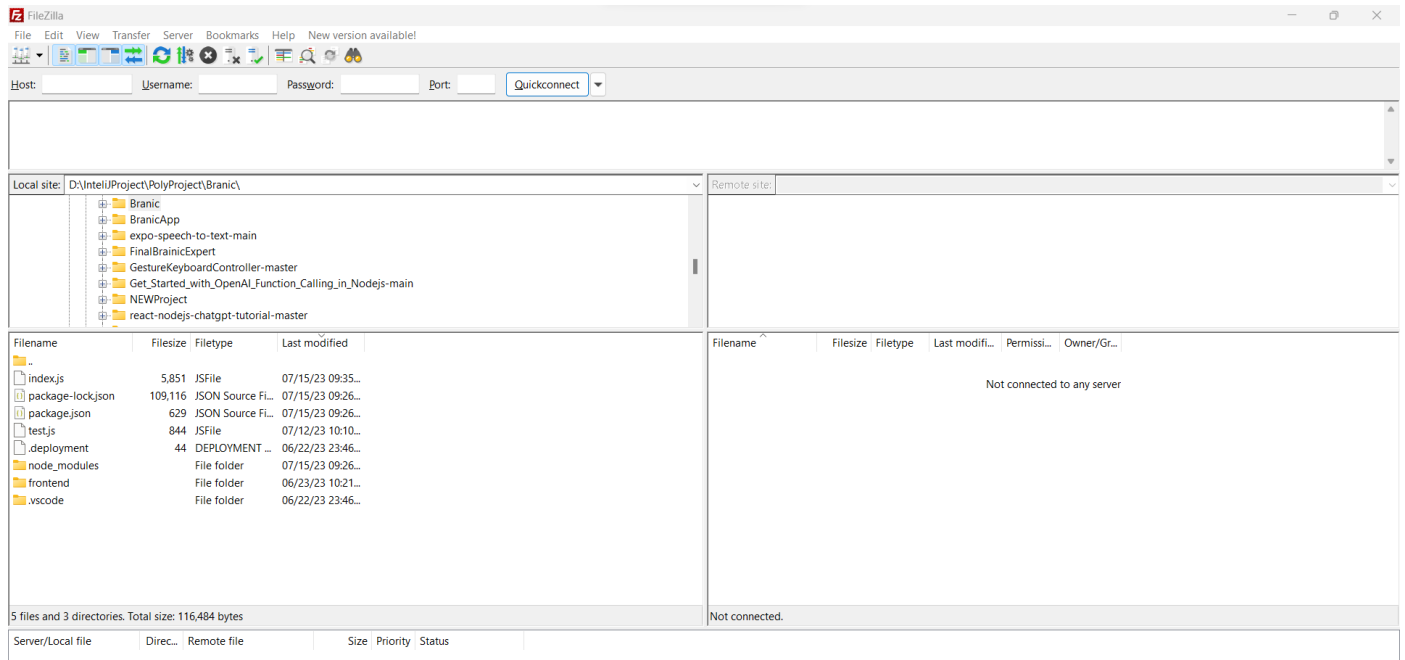 FileZilla
File Edit View Transfer Server Bookmarks Help New version available!
Host: Username: Password: Port: Quickconnect
Local site: D:\InteliJProject\PolyProject\Branic\ Remote site:
Branic
BranicApp
expo-speech-to-text-main
FinalBrainicExpert
GestureKeyboardController-master
Get_Started_with_OpenAI_Function_Calling_in_Nodejs-main
NEWProject
react-nodejs-chatgpt-tutorial-master
Filename Filesize Filetype Last modified Filename Filesize Filetype Last modifi... Permissi... Owner/Gr...
..
index.js 5,851 JSFile 07/15/23 09:35...
Not connected to any server
package-lock.json 109,116 JSON Source Fi... 07/15/23 09:26...
package.json 629 JSON Source Fi... 07/15/23 09:26...
test.js 844 JSFile 07/12/23 10:10...
.deployment 44 DEPLOYMENT ... 06/22/23 23:46...
node_modules File folder 07/15/23 09:26...
frontend File folder 06/23/23 10:21...
.vscode File folder 06/22/23 23:46...
5 files and 3 directories. Total size: 116,484 bytes Not connected.
Server/Local file Direc... Remote file Size Priority Status